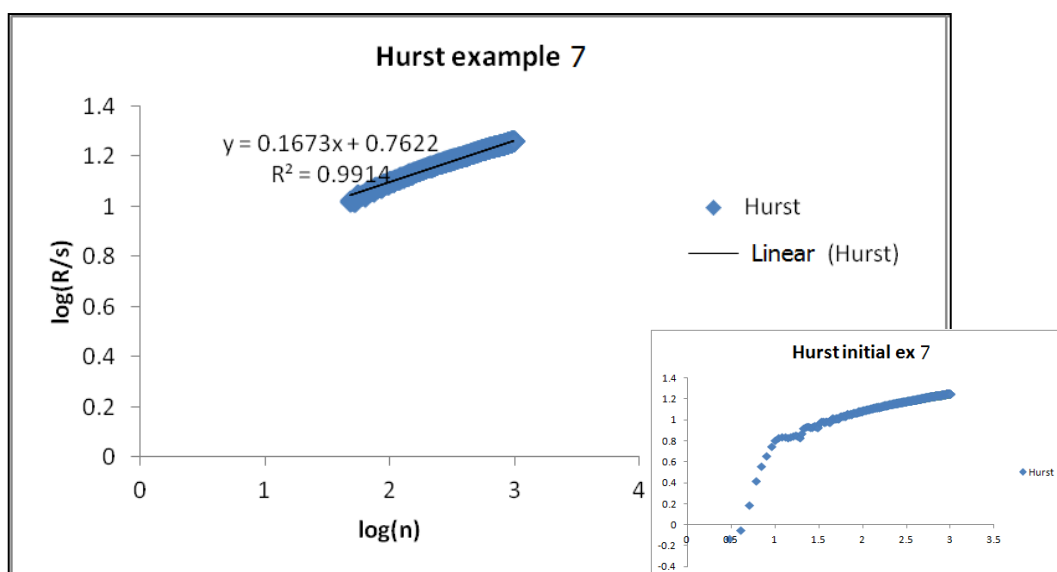 Hurst example 7
1.4
1.2
1
0.8
0.6
0.4
0.2
0
y = 0.1673x + 0.7622
R² = 0.9914
log(R/s)
0 1 2 3 4
log(n)
Hurst
Linear (Hurst)
Hurst initial ex 7
1.4
1.2
1
0.8
0.6
0.4
0.2
0
-0.2
-0.4
0 0.5 1 1.5 2 2.5 3 3.5
Hurst